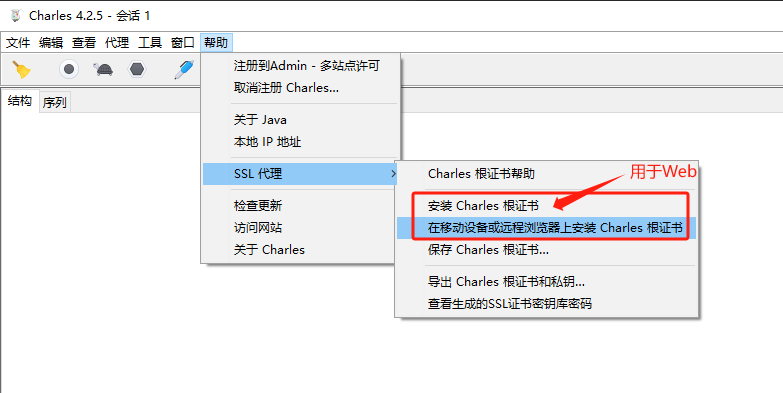 Charles 4.2.5 - 会话 1
文件 编辑 查看 代理 工具 窗口 帮助
结构 序列
注册到Admin - 多站点许可
取消注册 Charles...
关于 Java
本地 IP 地址
SSL 代理
检查更新
访问网站
关于 Charles
Charles 根证书帮助
用于Web
安装 Charles 根证书
在移动设备或远程浏览器上安装 Charles 根证书
保存 Charles 根证书...
导出 Charles 根证书和私钥...
查看生成的SSL证书密钥库密码